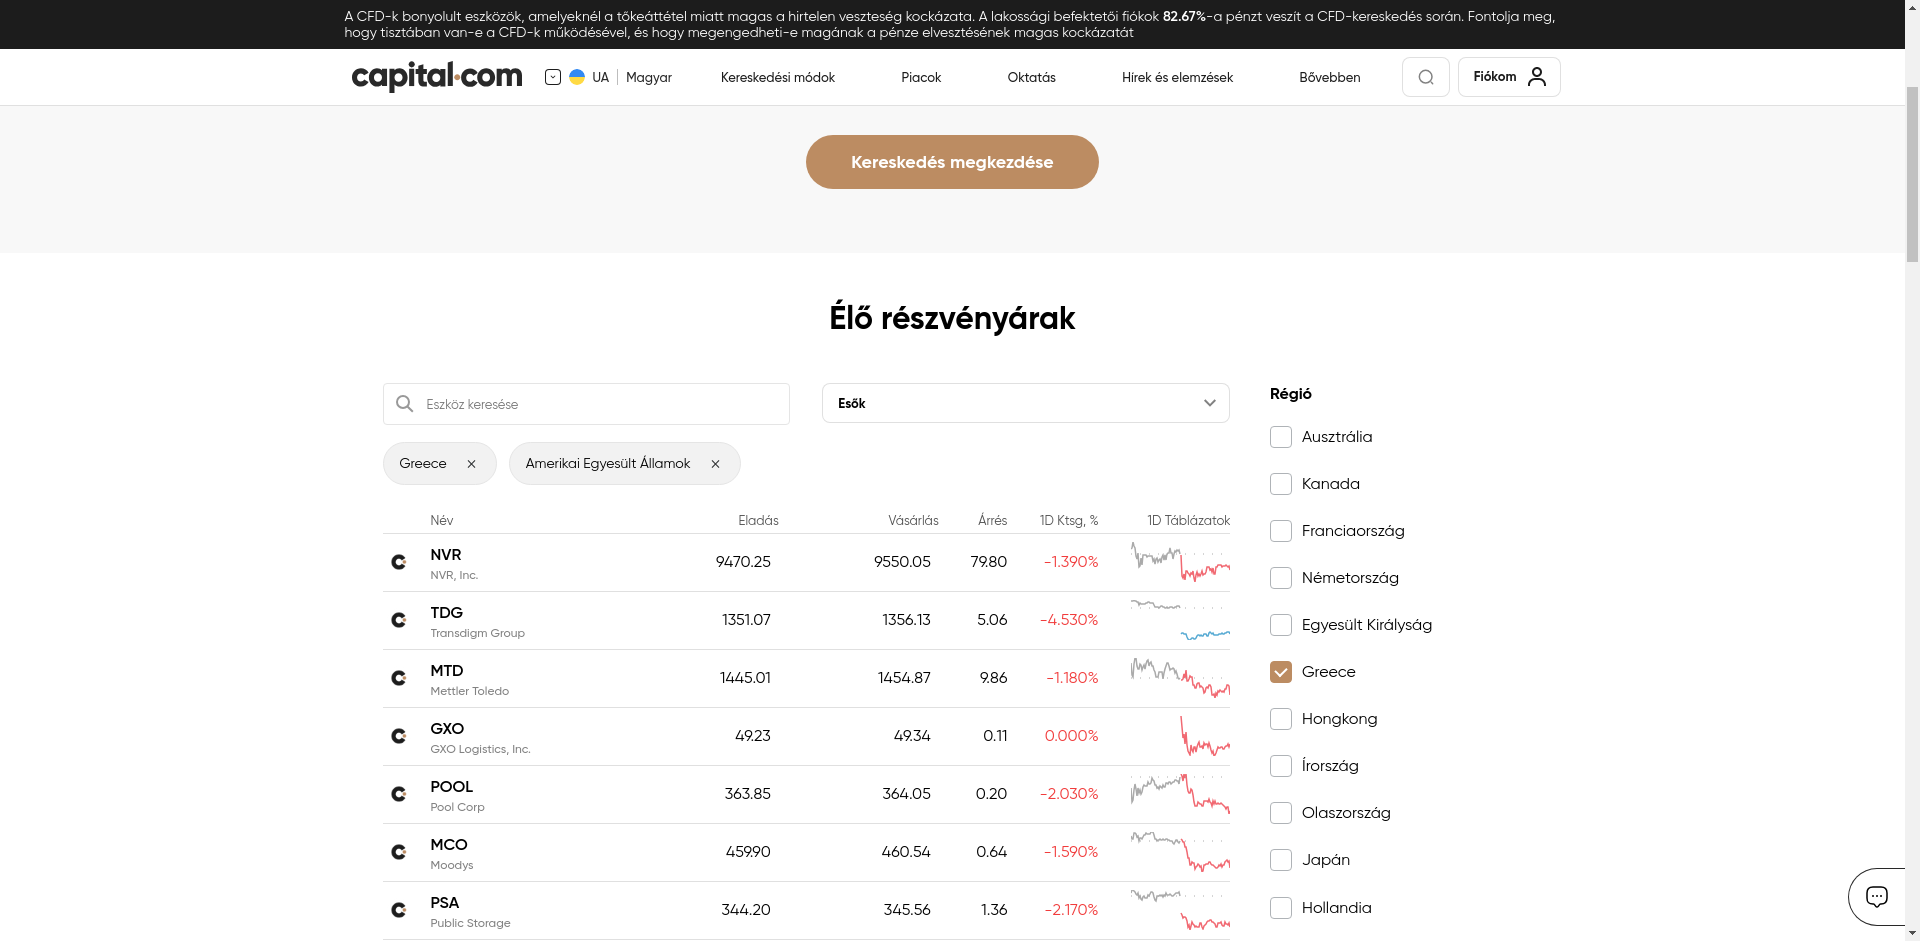 A CFD-k bonyolult eszközök, amelyeknél a tőkeáttétel miatt magas a hirtelen veszteség kockázata. A lakossági befektetői fiókok 82.67%-a pénzt veszít a CFD-kereskedés során. Fontolja meg,
hogy tisztában van-e a CFD-k működésével, és hogy megengedheti-e magának a pénze elvesztésének magas kockázatát
capital.com UA Magyar Kereskedési módok Piacok Oktatás Hírek és elemzések Bővebben Fiókom
Kereskedés megkezdése
Élő részvényárak
Eszköz keresése Esők
Greece Amerikai Egyesült Államok
Név Eladás Vásárlás Árrés 1D Ktsg, % 1D Táblázatok
NVR 9470.25 9550.05 79.80 -1.390%
NVR, Inc.
TDG 1351.07 1356.13 5.06 -4.530%
Transdigm Group
MTD 1445.01 1454.87 9.86 -1.180%
Mettler Toledo
GXO 49.23 49.34 0.11 0.000%
GXO Logistics, Inc.
POOL 363.85 364.05 0.20 -2.030%
Pool Corp
MCO 459.90 460.54 0.64 -1.590%
Moodys
PSA 344.20 345.56 1.36 -2.170%
Public Storage
Régió
Ausztrália
Kanada
Franciaország
Németország
Egyesült Királyság
Greece
Hongkong
Írország
Olaszország
Japán
Hollandia